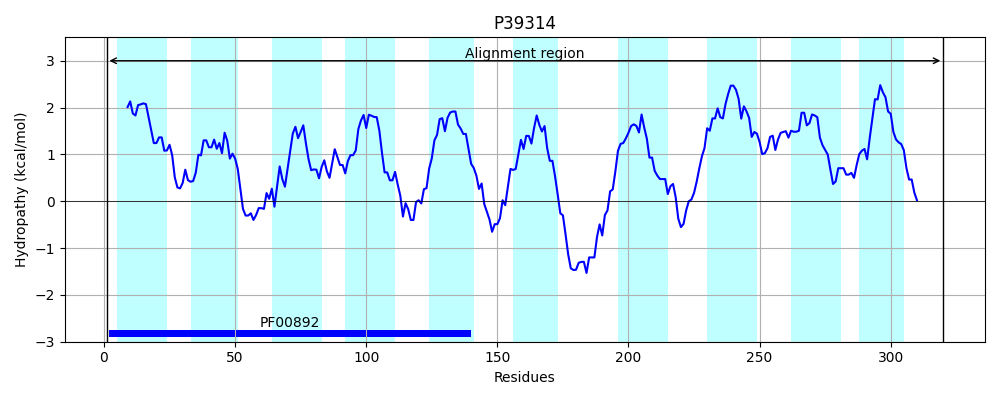 P39314
Alignment region
3
2
1
0
−1
−2
−3
Hydropathy (kcal/mol)
PF00892
0 50 100 150 200 250 300
Residues